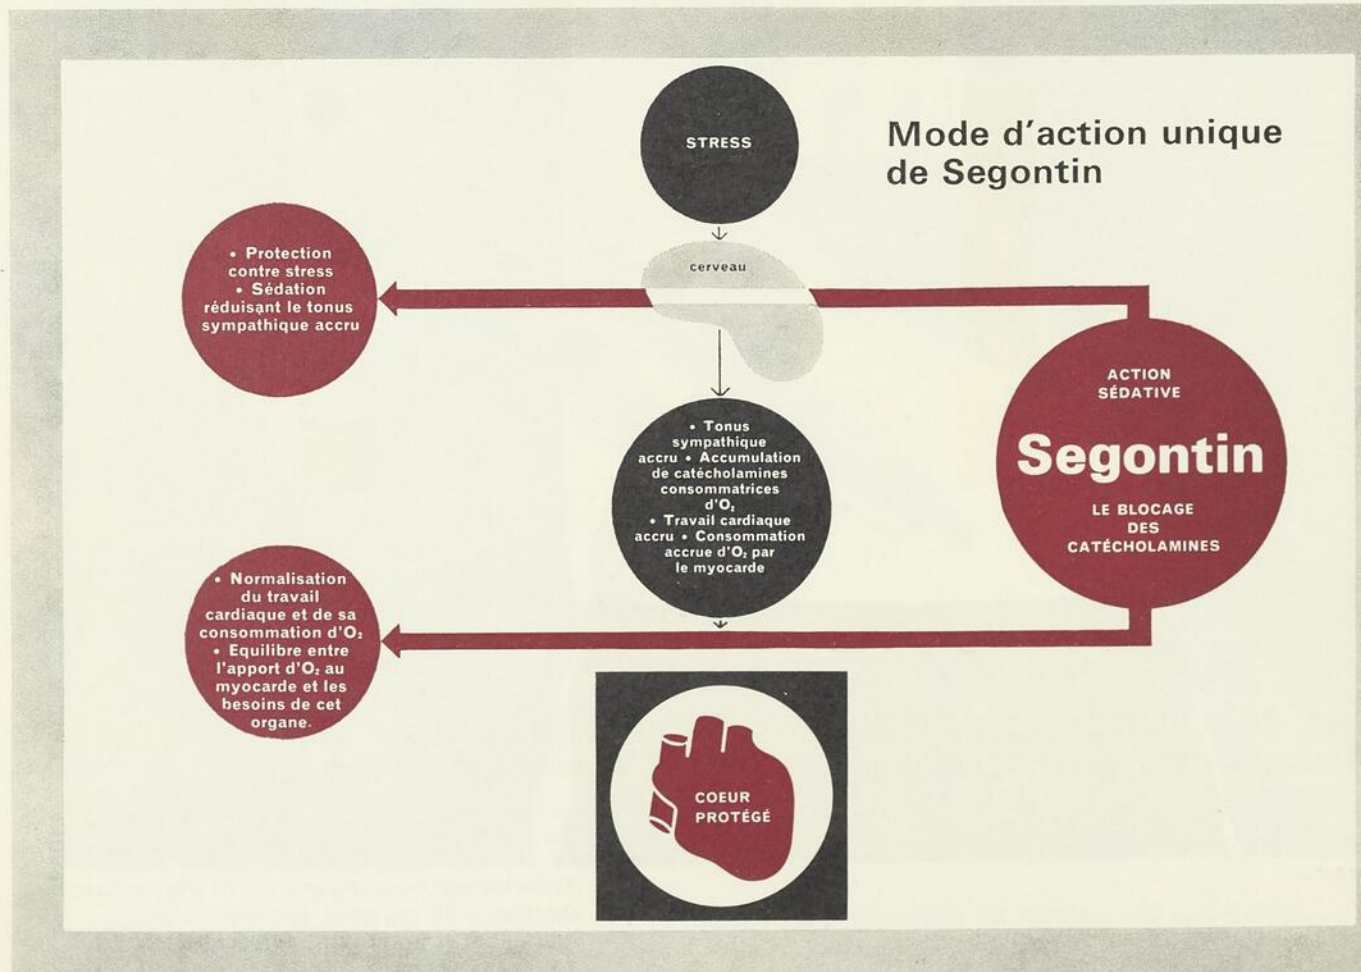 STRESS
Mode d'action unique
de Segontin
cerveau
• Protection
contre stress
• Sédation
réduisant le tonus
sympathique accru
ACTION
SÉDATIVE
Segontin
LE BLOCAGE
DES
CATÉCHOLAMINES
• Tonus
sympathique
accru • Accumulation
de catécholamines
consommatrices
d'O₂
• Travail cardiaque
accru • Consommation
accrue d'O₂ par
le myocarde
• Normalisation
du travail
cardiaque et de sa
consommation d'O₂
• Equilibre entre
l'apport d'O₂ au
myocarde et les
besoins de cet
organe.
COEUR
PROTÉGÉ